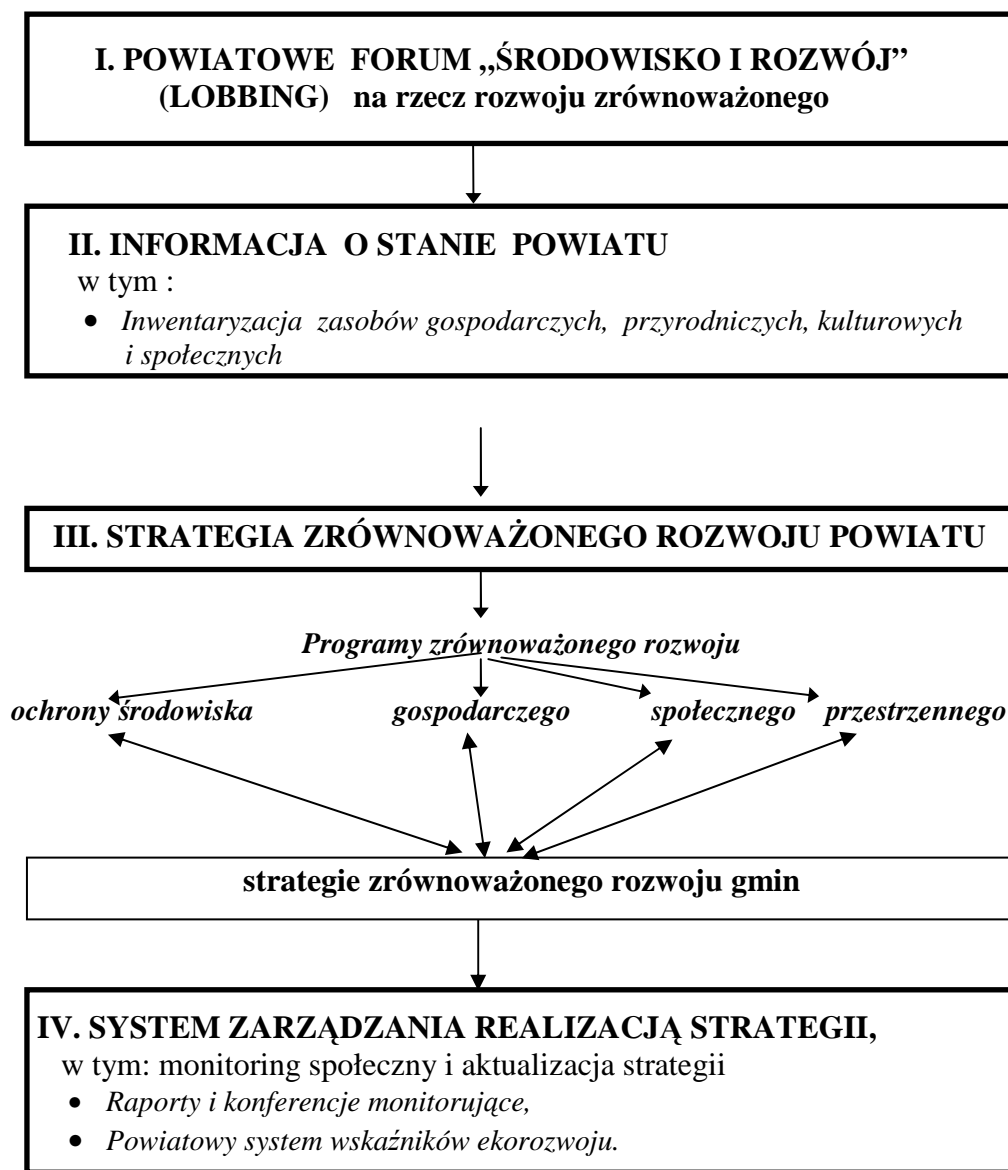 I. POWIATOWE FORUM „ŚRODOWISKO I ROZWÓJ”
(LOBBING) na rzecz rozwoju zrównoważonego
II. INFORMACJA O STANIE POWIATU
w tym :
• Inwentaryzacja zasobów gospodarczych, przyrodniczych, kulturowych
i społecznych
III. STRATEGIA ZRÓWNOWAŻONEGO ROZWOJU POWIATU
Programy zrównoważonego rozwoju
ochrony środowiska gospodarczego społecznego przestrzennego
strategie zrównoważonego rozwoju gmin
IV. SYSTEM ZARZĄDZANIA REALIZACJĄ STRATEGII,
w tym: monitoring społeczny i aktualizacja strategii
• Raporty i konferencje monitorujące,
• Powiatowy system wskaźników ekorozwoju.